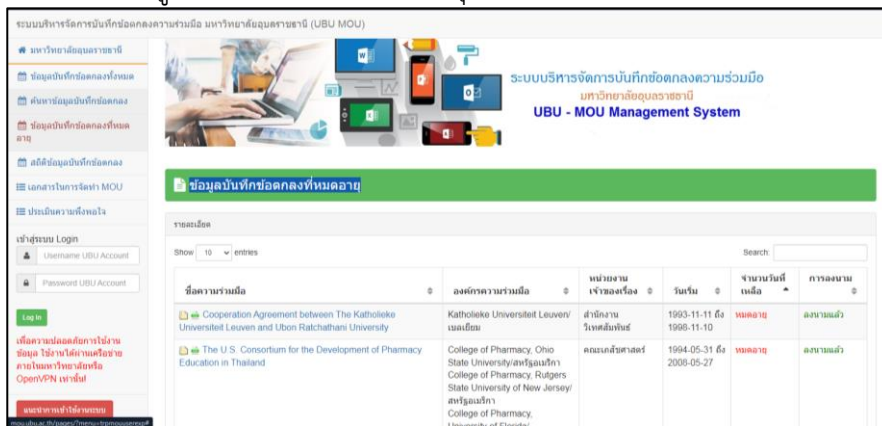 ระบบบริหารจัดการบันทึกข้อตกลงความร่วมมือ มหาวิทยาลัยอุบลราชธานี (UBU MOU)
มหาวิทยาลัยอุบลราชธานี
ข้อมูลบันทึกข้อตกลงทั้งหมด
ค้นหาข้อมูลบันทึกข้อตกลง
ข้อมูลบันทึกข้อตกลงที่หมด
อายุ
สถิติข้อมูลบันทึกข้อตกลง
เอกสารในการจัดทำ MOU
ประเมินความพึงพอใจ
เข้าสู่ระบบ Login
Username UBU Account
Password UBU Account
Log in
เพื่อความปลอดภัยการใช้งาน
ข้อมูล ใช้งานได้ผ่านเครือข่าย
ภายในมหาวิทยาลัยหรือ
OpenVPN เท่านั้น!
แนะนำการเข้าใช้งานระบบ
mou.ubu.ac.th/pages/?menu=trpmouuserexp#
ระบบบริหารจัดการบันทึกข้อตกลงความร่วมมือ
มหาวิทยาลัยอุบลราชธานี
UBU - MOU Management System
ข้อมูลบันทึกข้อตกลงที่หมดอายุ
รายละเอียด
Show 10 entries
Search:
ชื่อความร่วมมือ องค์กรความร่วมมือ หน่วยงาน
เจ้าของเรื่อง วันเริ่ม จำนวนวันที่
เหลือ การลงนาม
Cooperation Agreement between The Katholieke
Universiteit Leuven and Ubon Ratchathani University
Katholieke Universiteit Leuven/
เบลเยียม
สำนักงาน
วิเทศสัมพันธ์
1993-11-11 ถึง
1998-11-10
หมดอายุ
ลงนามแล้ว
The U.S. Consortium for the Development of Pharmacy
Education in Thailand
College of Pharmacy, Ohio
State University/สหรัฐอเมริกา
College of Pharmacy, Rutgers
State University of New Jersey/
สหรัฐอเมริกา
College of Pharmacy,
University of Florida/
คณะเภสัชศาสตร์
1994-05-31 ถึง
2008-05-27
หมดอายุ
ลงนามแล้ว